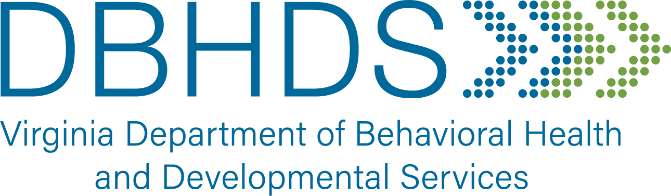 DBHDS
Virginia Department of Behavioral Health
and Developmental Services